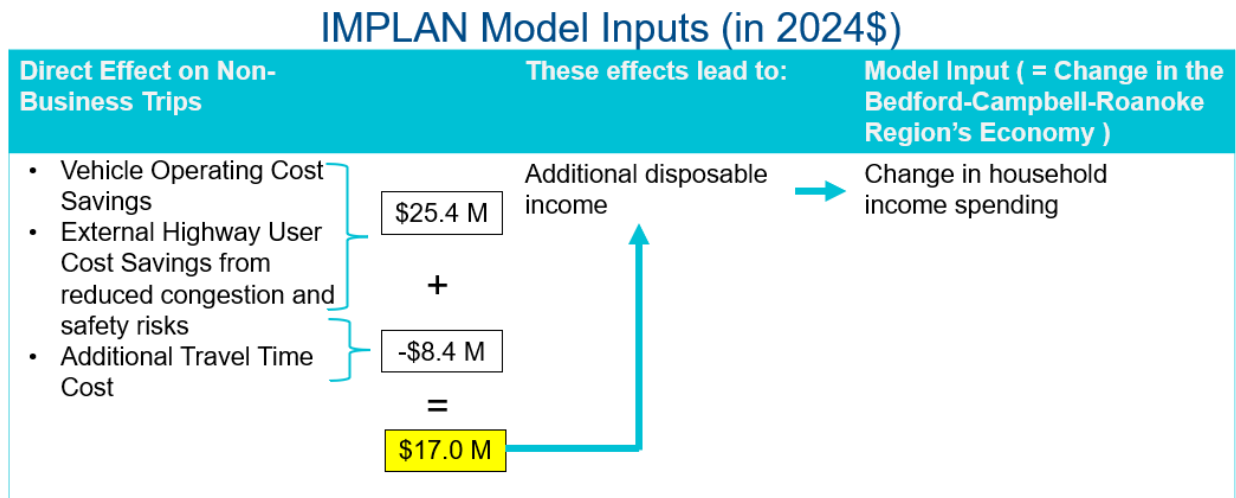 IMPLAN Model Inputs (in 2024$)
Direct Effect on Non-
Business Trips
These effects lead to:
Model Input ( = Change in the
Bedford-Campbell-Roanoke
Region’s Economy )
• Vehicle Operating Cost
Savings
• External Highway User
Cost Savings from
reduced congestion and
safety risks
• Additional Travel Time
Cost
$25.4 M
+
-$8.4 M
=
$17.0 M
Additional disposable
income
Change in household
income spending